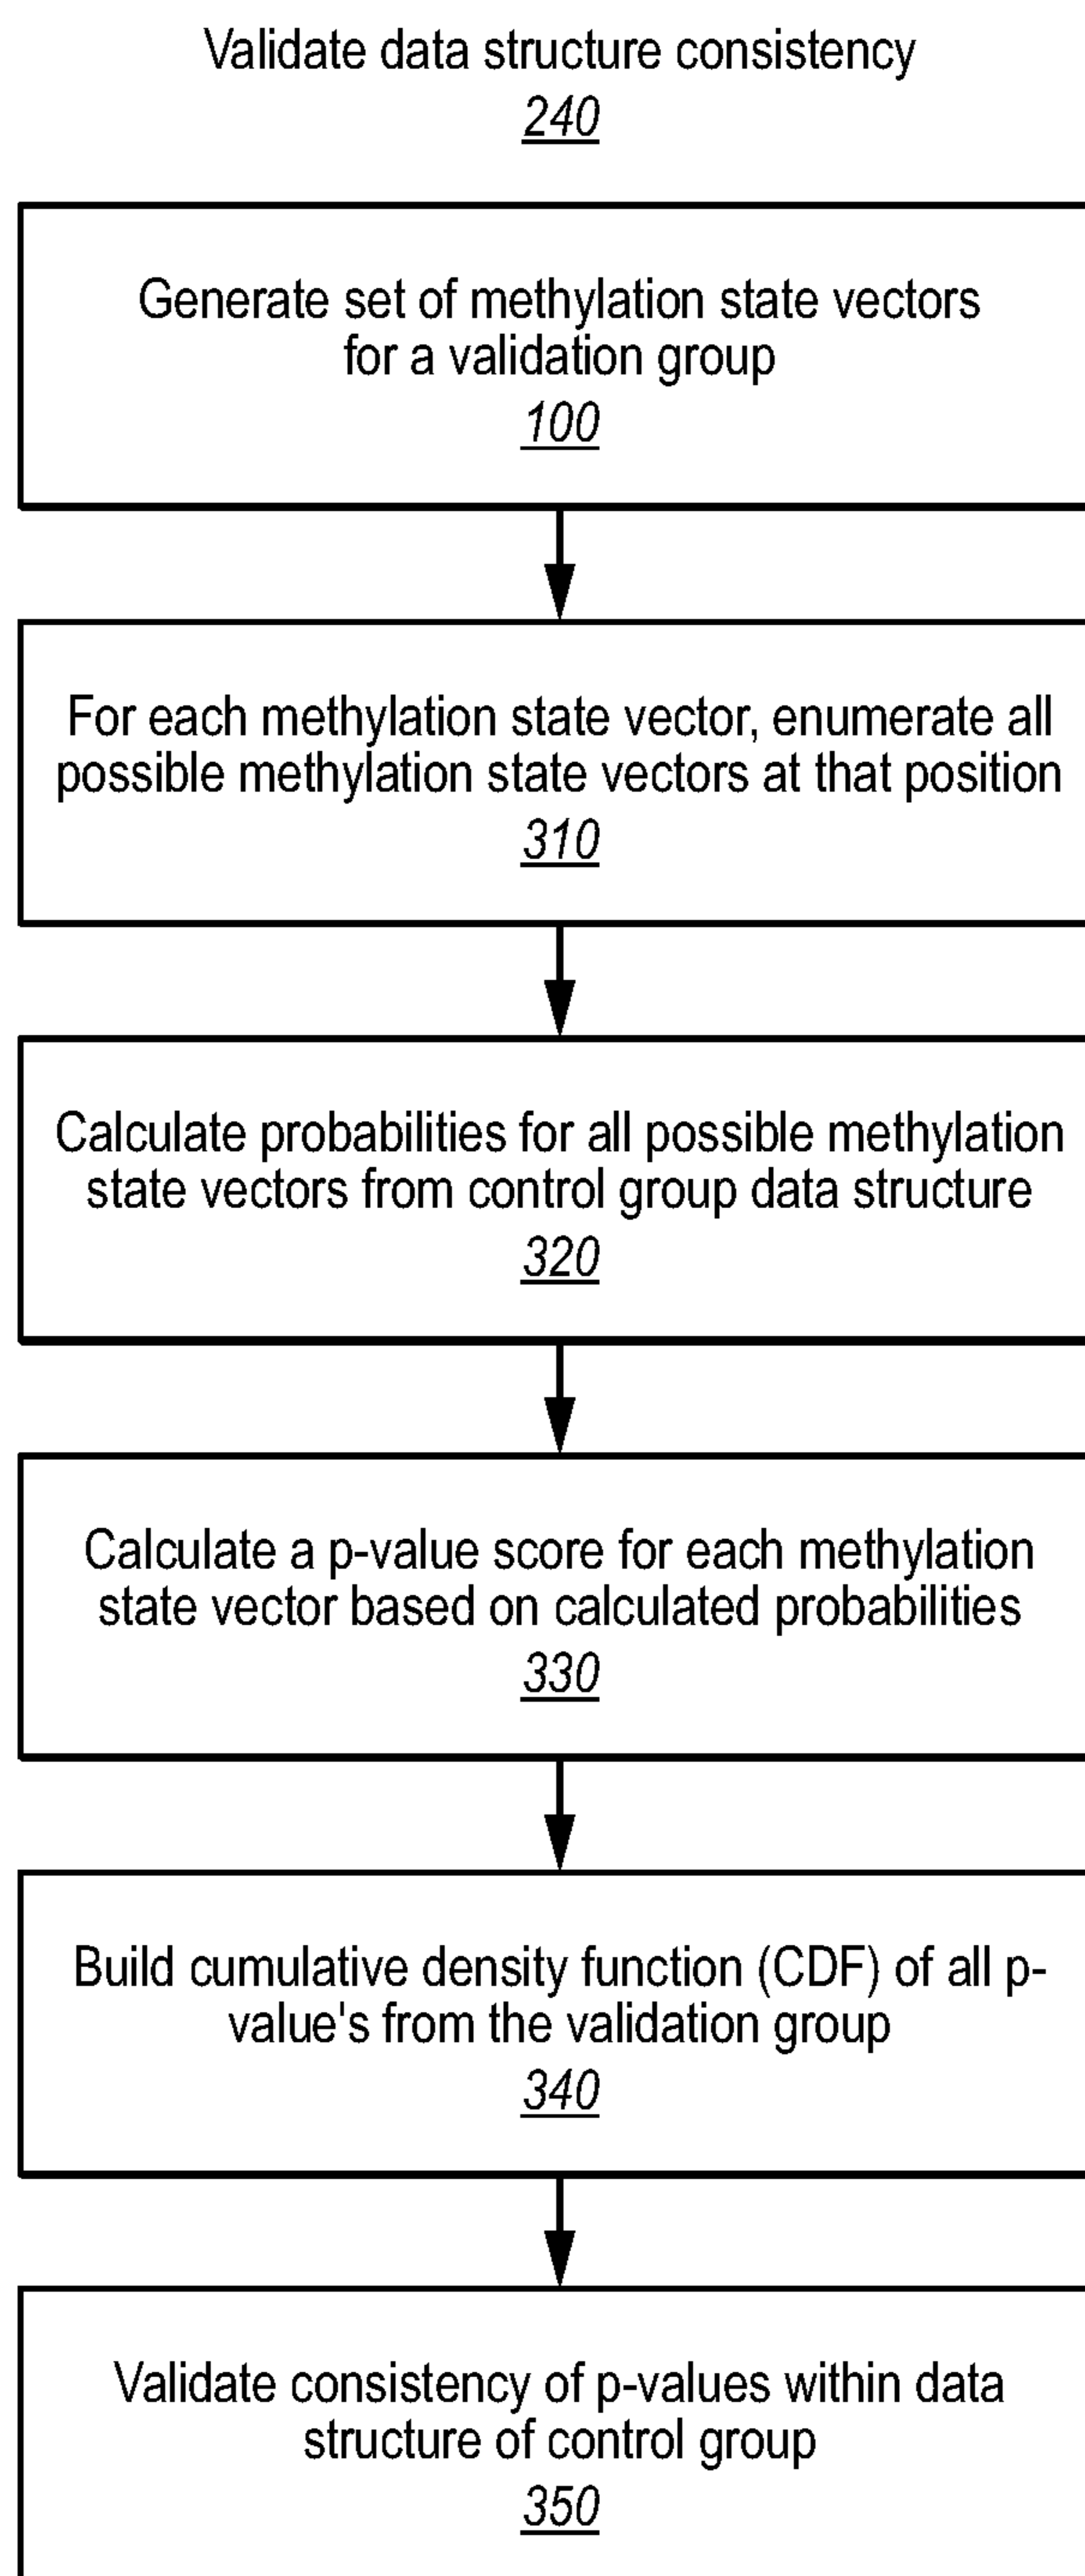 Validate data structure consistency
240
Generate set of methylation state vectors
for a validation group
100
For each methylation state vector, enumerate all
possible methylation state vectors at that position
310
Calculate probabilities for all possible methylation
state vectors from control group data structure
320
Calculate a p-value score for each methylation
state vector based on calculated probabilities
330
Build cumulative density function (CDF) of all p-
value's from the validation group
340
Validate consistency of p-values within data
structure of control group
350